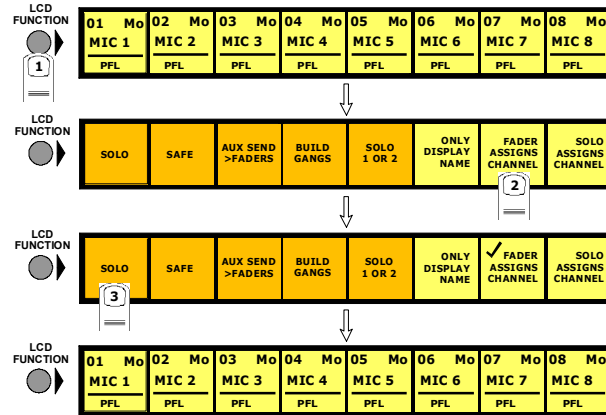 LCD
FUNCTION
01 Mo 02 Mo 03 Mo 04 Mo 05 Mo 06 Mo 07 Mo 08 Mo
MIC 1 MIC 2 MIC 3 MIC 4 MIC 5 MIC 6 MIC 7 MIC 8
PFL PFL PFL PFL PFL PFL PFL PFL
1
LCD
FUNCTION
SOLO
SAFE
AUX SEND
>FADERS
BUILD
GANGS
SOLO
1 OR 2
ONLY
DISPLAY
NAME
FADER
ASSIGNS
CHANNEL
SOLO
ASSIGNS
CHANNEL
2
LCD
FUNCTION
SOLO
SAFE
AUX SEND
>FADERS
BUILD
GANGS
SOLO
1 OR 2
ONLY
DISPLAY
NAME
FADER
ASSIGNS
CHANNEL
SOLO
ASSIGNS
CHANNEL
3
LCD
FUNCTION
01 Mo 02 Mo 03 Mo 04 Mo 05 Mo 06 Mo 07 Mo 08 Mo
MIC 1 MIC 2 MIC 3 MIC 4 MIC 5 MIC 6 MIC 7 MIC 8
PFL PFL PFL PFL PFL PFL PFL PFL